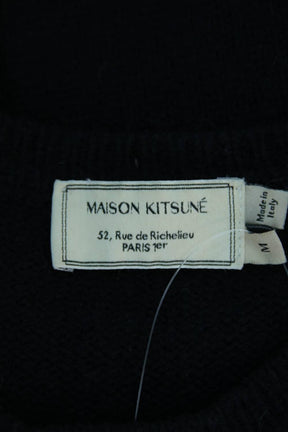 MAISON KITSUNÉ
52, Rue de Richelieu
PARIS 1er
Made in
Italy
M